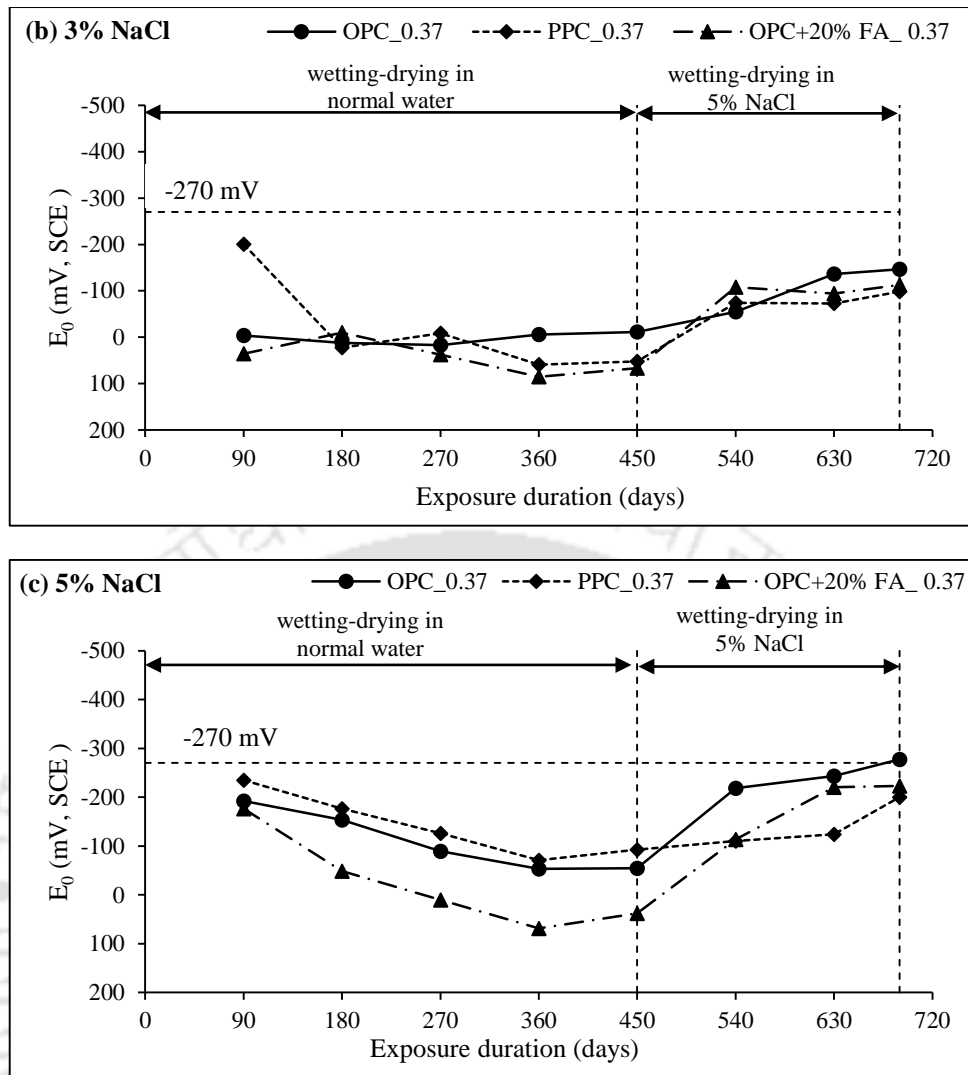 (b) 3% NaCl
OPC_0.37
PPC_0.37
OPC+20% FA_ 0.37
wetting-drying in
normal water
wetting-drying in
5% NaCl
-500
-400
-300
-200
-100
0
100
200
-270 mV
E0 (mV, SCE )
0 90 180 270 360 450 540 630 720
Exposure duration (days)
(c) 5% NaCl
OPC_0.37
PPC_0.37
OPC+20% FA_ 0.37
wetting-drying in
normal water
wetting-drying in
5% NaCl
-500
-400
-300
-200
-100
0
100
200
-270 mV
E0 (mV, SCE )
0 90 180 270 360 450 540 630 720
Exposure duration (days)